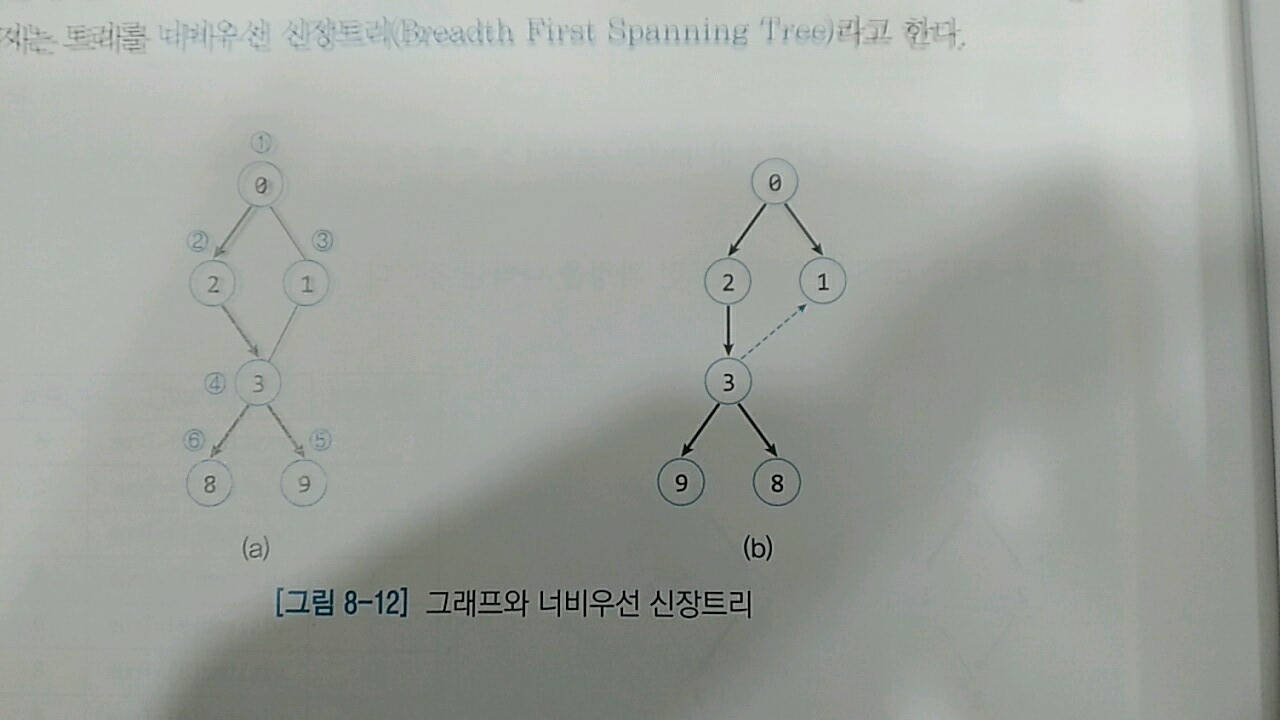 지는 트리를 너비우선 신장트리(Breadth First Spanning Tree)라고 한다.
①
0
0
② ③
2 1
2 1
④ 3
3
⑥ ⑤
8 9
9 8
(a)
(b)
[그림 8-12] 그래프와 너비우선 신장트리